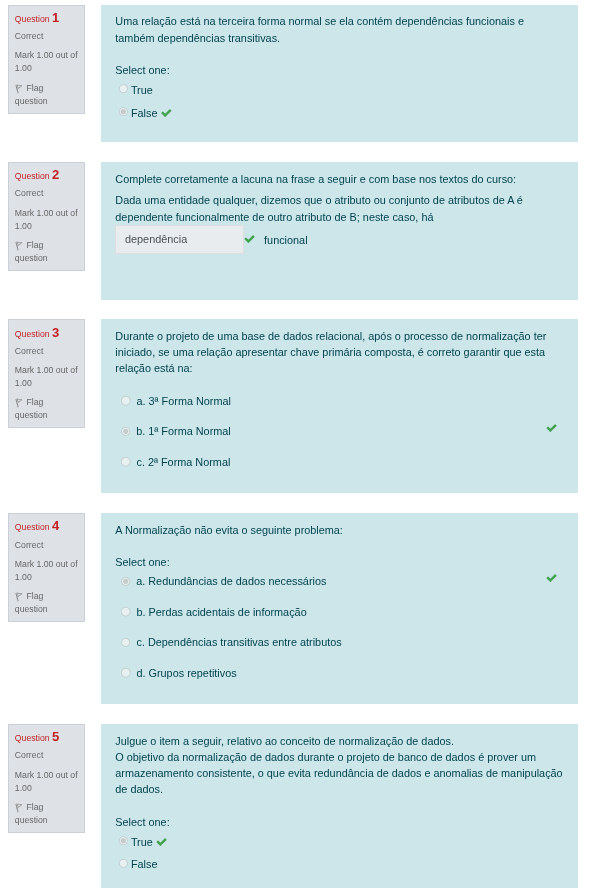 Question 1
Correct
Mark 1.00 out of
1.00
Flag
question
Uma relação está na terceira forma normal se ela contém dependências funcionais e
também dependências transitivas.
Select one:
True
False
Question 2
Correct
Mark 1.00 out of
1.00
Flag
question
Complete corretamente a lacuna na frase a seguir e com base nos textos do curso:
Dada uma entidade qualquer, dizemos que o atributo ou conjunto de atributos de A é
dependente funcionalmente de outro atributo de B; neste caso, há
dependência funcional
Question 3
Correct
Mark 1.00 out of
1.00
Flag
question
Durante o projeto de uma base de dados relacional, após o processo de normalização ter
iniciado, se uma relação apresentar chave primária composta, é correto garantir que esta
relação está na:
a. 3ª Forma Normal
b. 1ª Forma Normal
c. 2ª Forma Normal
Question 4
Correct
Mark 1.00 out of
1.00
Flag
question
A Normalização não evita o seguinte problema:
Select one:
a. Redundâncias de dados necessários
b. Perdas acidentais de informação
c. Dependências transitivas entre atributos
d. Grupos repetitivos
Question 5
Correct
Mark 1.00 out of
1.00
Flag
question
Julgue o item a seguir, relativo ao conceito de normalização de dados.
O objetivo da normalização de dados durante o projeto de banco de dados é prover um
armazenamento consistente, o que evita redundância de dados e anomalias de manipulação
de dados.
Select one:
True
False